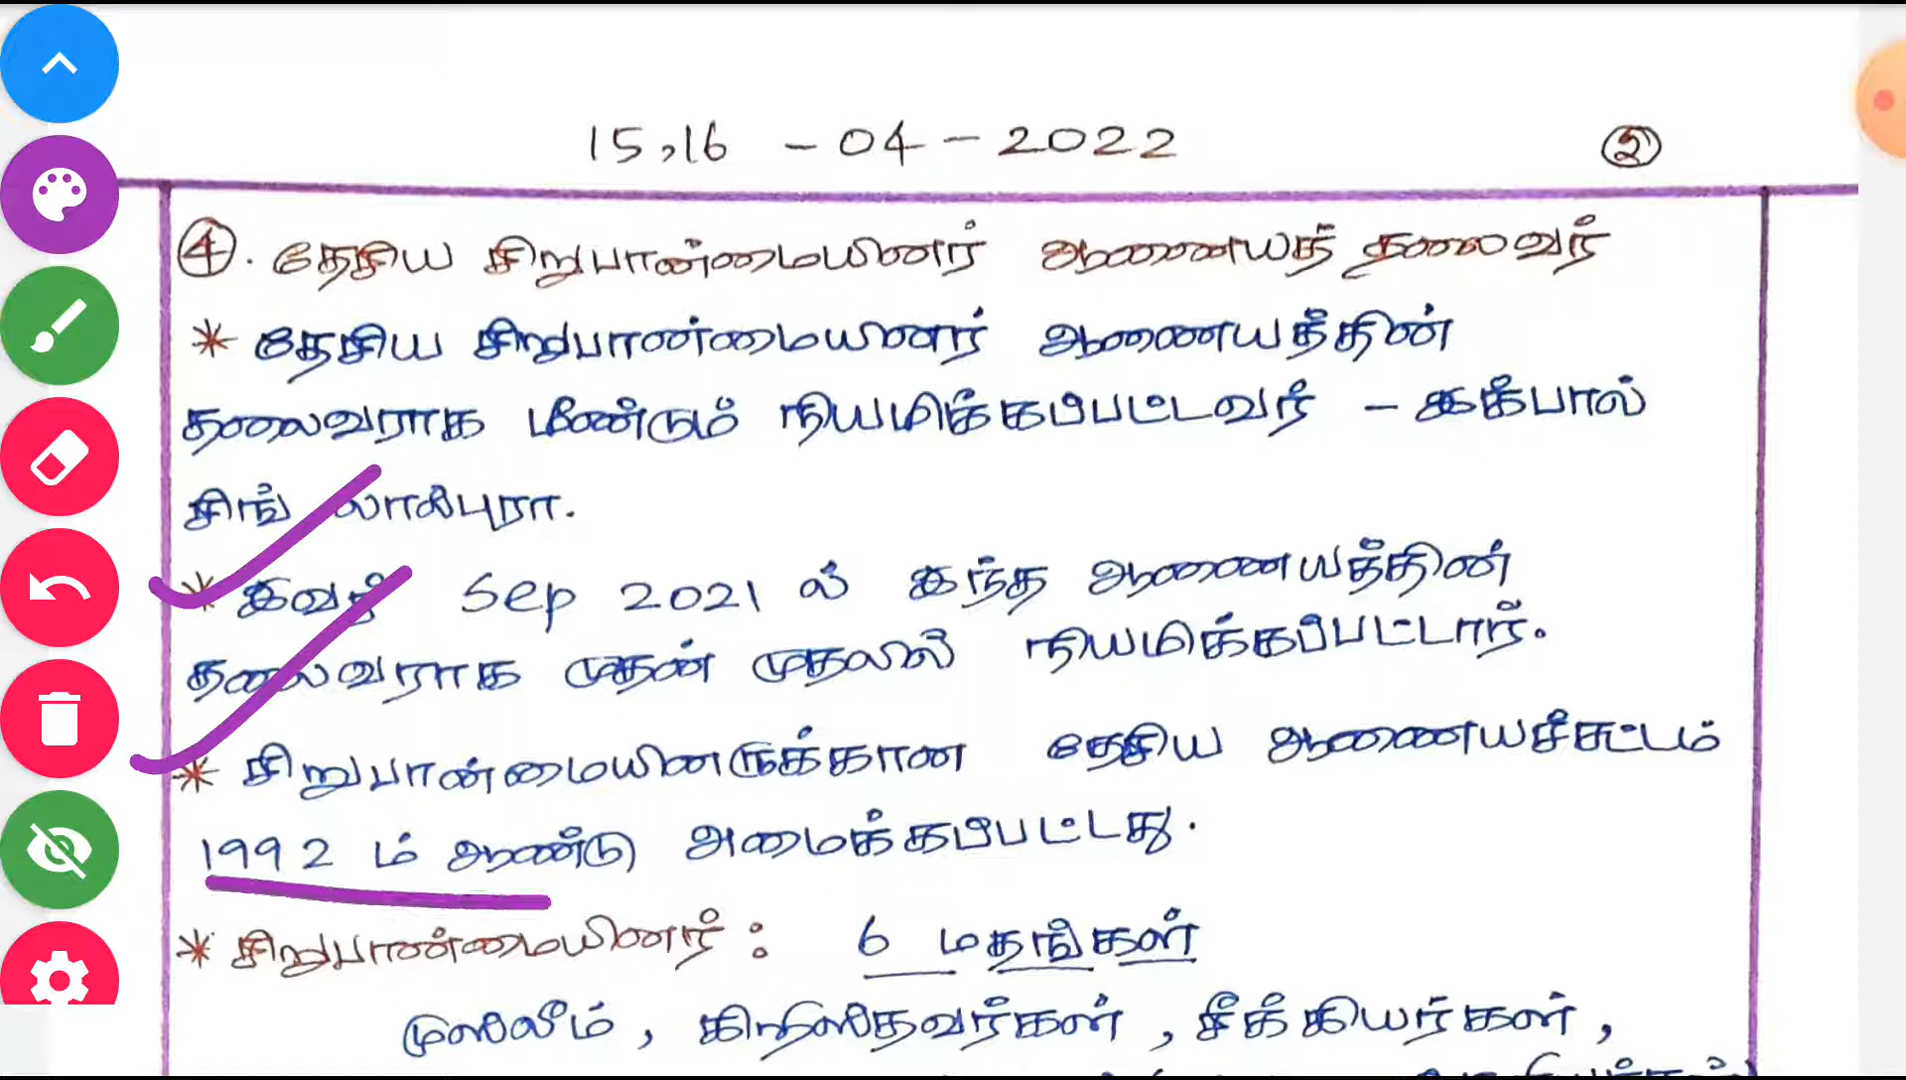 15,16 - 04 - 2022
2
4. தேசிய சிறுபான்மையினர் ஆணையத் தலைவர்
* தேசிய சிறுபான்மையினர் ஆணையத்தின்
தலைவராக மீண்டும் நியமிக்கப்பட்டவர் - இக்பால்
சிங் லால்புரா.
* இவர் Sep 2021 ல் இந்த ஆணையத்தின்
தலைவராக முதன் முதலில் நியமிக்கப்பட்டார்.
* சிறுபான்மையினருக்கான தேசிய ஆணையச்சட்டம்
1992 ம் ஆண்டு அமைக்கப்பட்டது.
* சிறுபான்மையினர் : 6 மதங்கள்
முஸ்லீம் , கிறிஸ்தவர்கள் , சீக்கியர்கள் ,